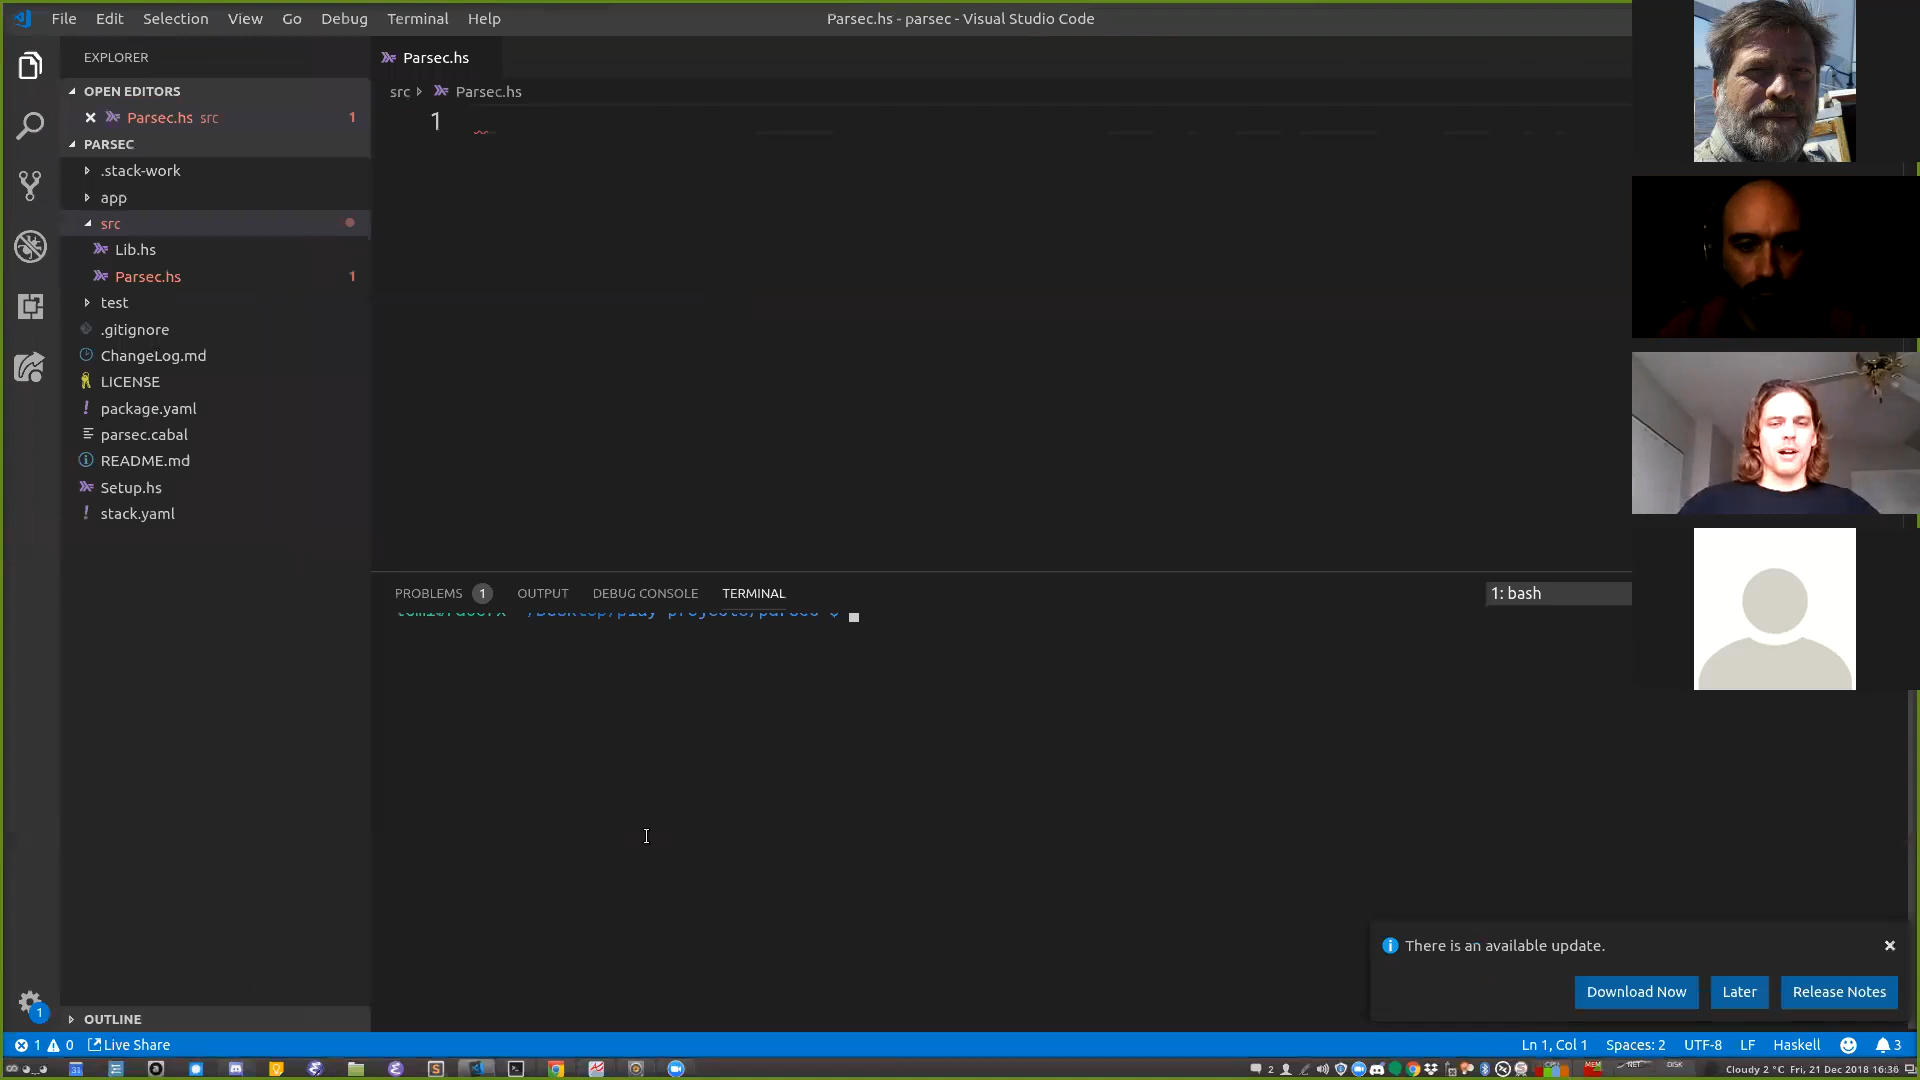 File Edit Selection View Go Debug Terminal Help
Parsec.hs - parsec - Visual Studio Code
EXPLORER
OPEN EDITORS
Parsec.hs src 1
PARSEC
.stack-work
app
src
Lib.hs
Parsec.hs 1
test
.gitignore
ChangeLog.md
LICENSE
package.yaml
parsec.cabal
README.md
Setup.hs
stack.yaml
OUTLINE
Parsec.hs
src Parsec.hs
1
PROBLEMS 1 OUTPUT DEBUG CONSOLE TERMINAL
1: bash
There is an available update.
Download Now Later Release Notes
1
1 0 Live Share
Ln 1, Col 1 Spaces: 2 UTF-8 LF Haskell 3
Cloudy 2 °C Fri, 21 Dec 2018 16:36